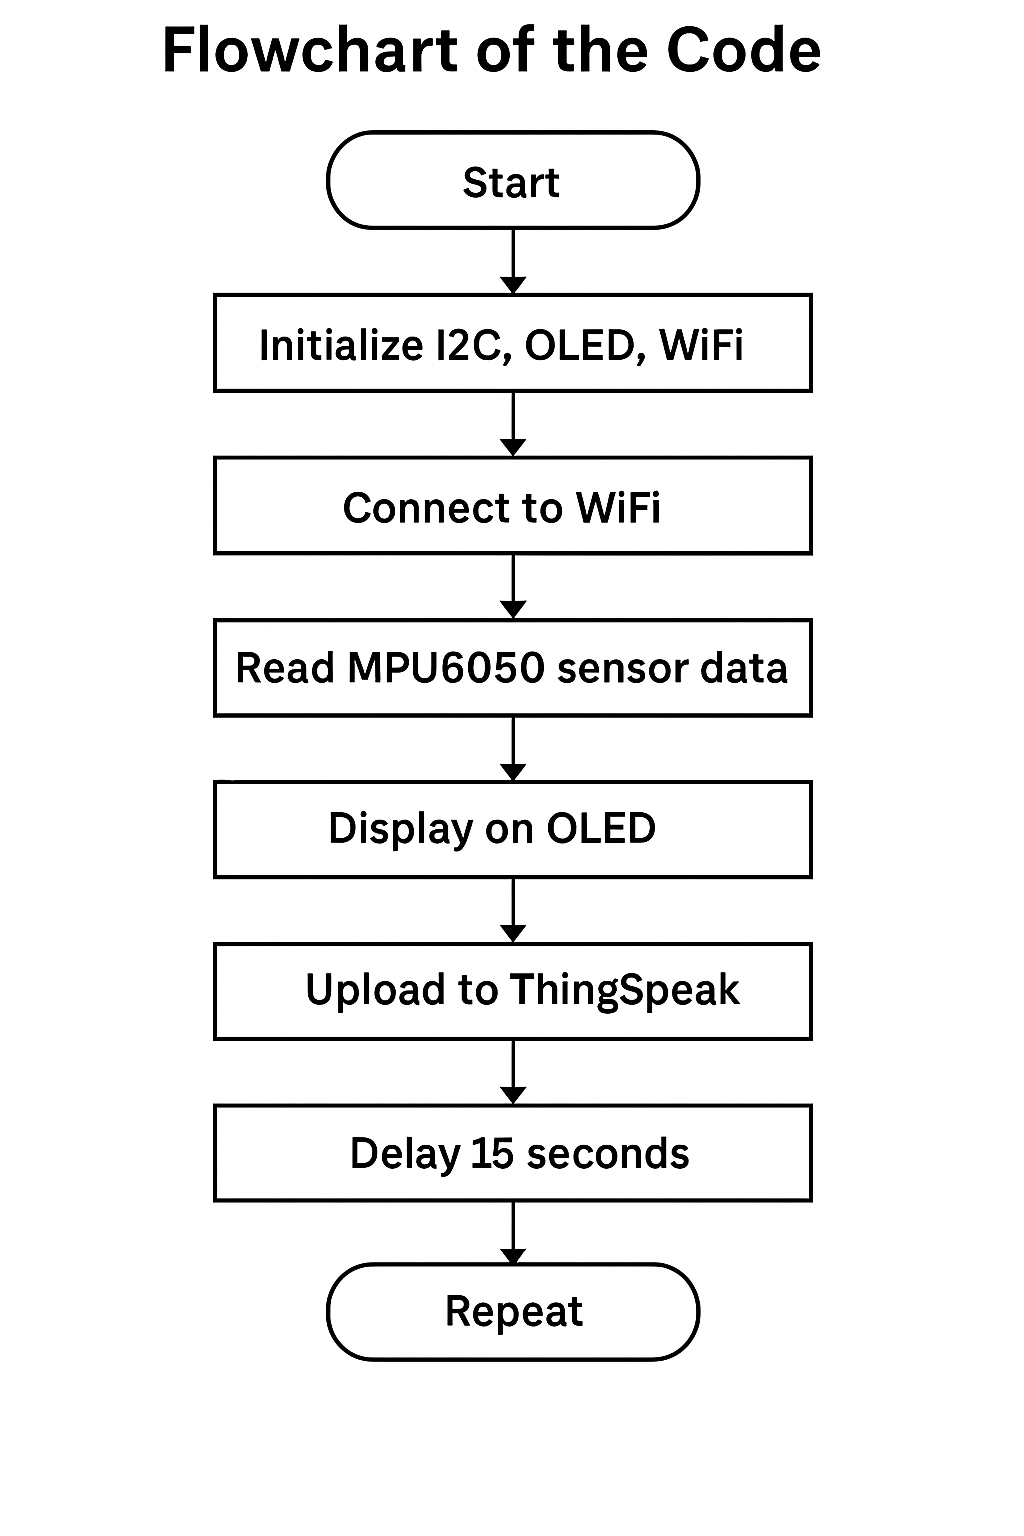 Flowchart of the Code
Start
Initialize I2C, OLED, WiFi
Connect to WiFi
Read MPU6050 sensor data
Display on OLED
Upload to ThingSpeak
Delay 15 seconds
Repeat